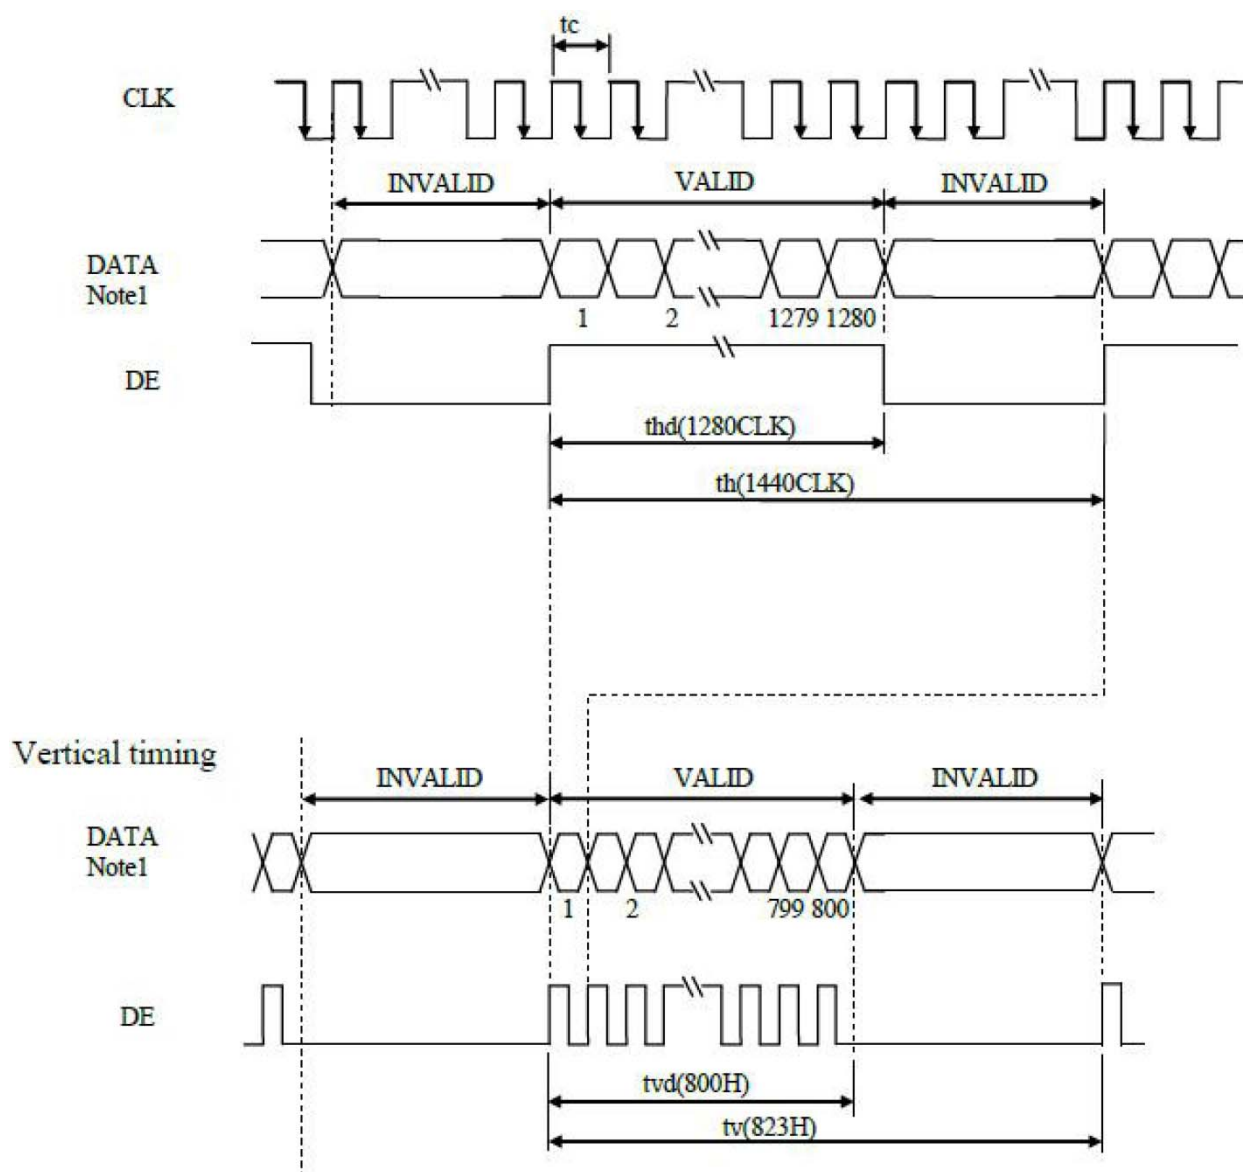 tc
CLK
INVALID VALID INVALID
DATA
Note1
1 2 1279 1280
DE
thd(1280CLK)
th(1440CLK)
Vertical timing
INVALID VALID INVALID
DATA
Note1
1 2 799 800
DE
tvd(800H)
tv(823H)